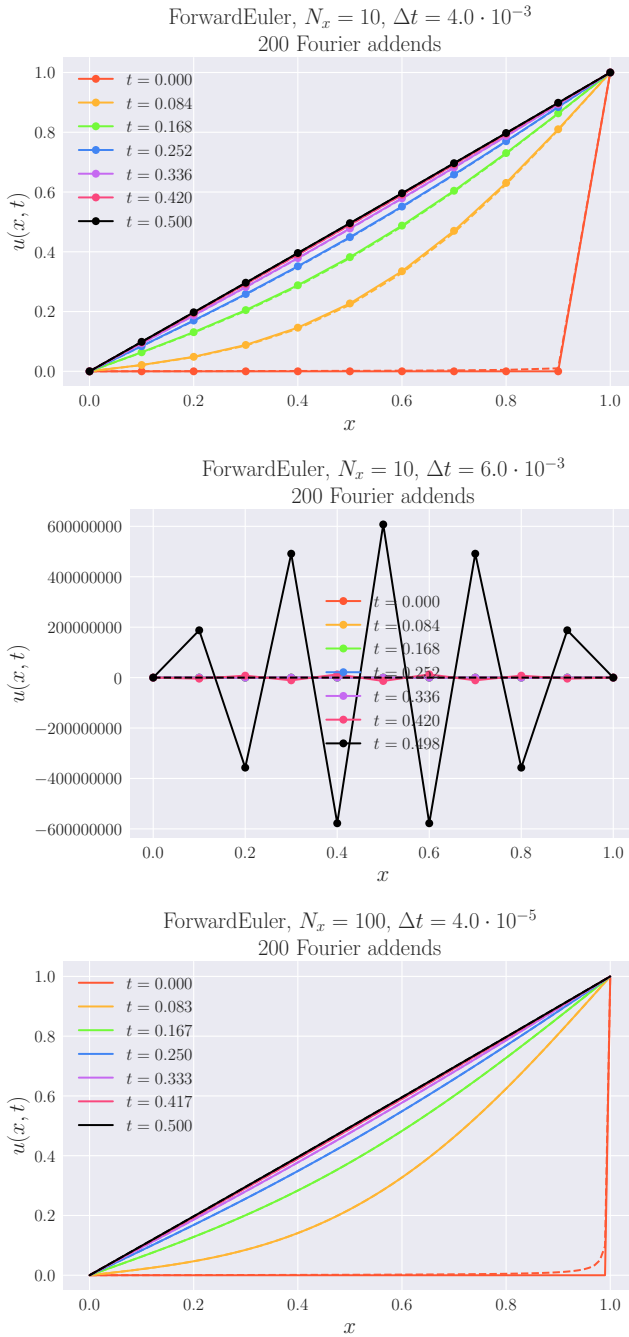 ForwardEuler, $N_x = 10$, $\Delta t = 4.0 \cdot 10^{-3}$
200 Fourier addends
1.0
0.8
0.6
0.4
0.2
0.0
$u(x, t)$
$t = 0.000$
$t = 0.084$
$t = 0.168$
$t = 0.252$
$t = 0.336$
$t = 0.420$
$t = 0.500$
0.0 0.2 0.4 0.6 0.8 1.0
$x$
ForwardEuler, $N_x = 10$, $\Delta t = 6.0 \cdot 10^{-3}$
200 Fourier addends
600000000
400000000
200000000
0
−200000000
−400000000
−600000000
$u(x, t)$
$t = 0.000$
$t = 0.084$
$t = 0.168$
$t = 0.252$
$t = 0.336$
$t = 0.420$
$t = 0.498$
0.0 0.2 0.4 0.6 0.8 1.0
$x$
ForwardEuler, $N_x = 100$, $\Delta t = 4.0 \cdot 10^{-5}$
200 Fourier addends
1.0
0.8
0.6
0.4
0.2
0.0
$u(x, t)$
$t = 0.000$
$t = 0.083$
$t = 0.167$
$t = 0.250$
$t = 0.333$
$t = 0.417$
$t = 0.500$
0.0 0.2 0.4 0.6 0.8 1.0
$x$